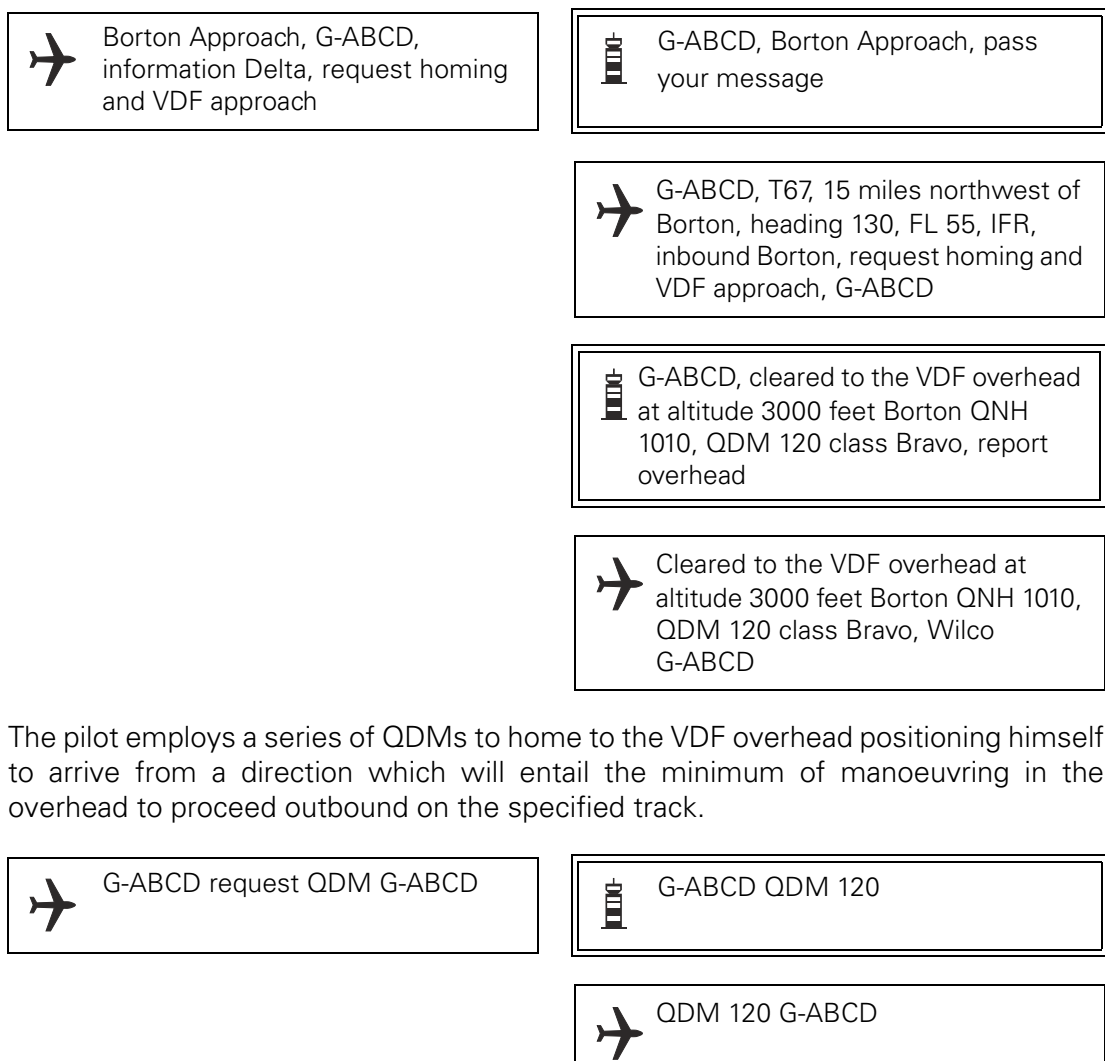 Borton Approach, G-ABCD,
information Delta, request homing
and VDF approach
G-ABCD, Borton Approach, pass
your message
G-ABCD, T67, 15 miles northwest of
Borton, heading 130, FL 55, IFR,
inbound Borton, request homing and
VDF approach, G-ABCD
G-ABCD, cleared to the VDF overhead
at altitude 3000 feet Borton QNH
1010, QDM 120 class Bravo, report
overhead
Cleared to the VDF overhead at
altitude 3000 feet Borton QNH 1010,
QDM 120 class Bravo, Wilco
G-ABCD
The pilot employs a series of QDMs to home to the VDF overhead positioning himself
to arrive from a direction which will entail the minimum of manoeuvring in the
overhead to proceed outbound on the specified track.
G-ABCD request QDM G-ABCD
G-ABCD QDM 120
QDM 120 G-ABCD